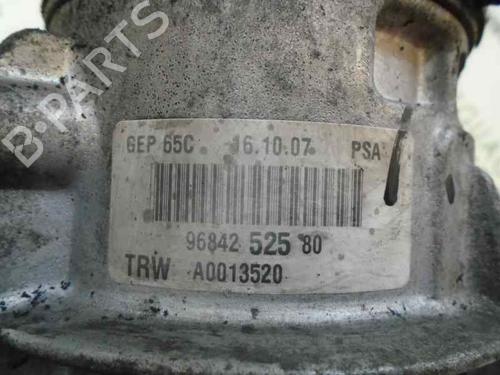 B-PARTS
GEP 65C 16.10.07 PSA
96842 525 80
TRW A0013520